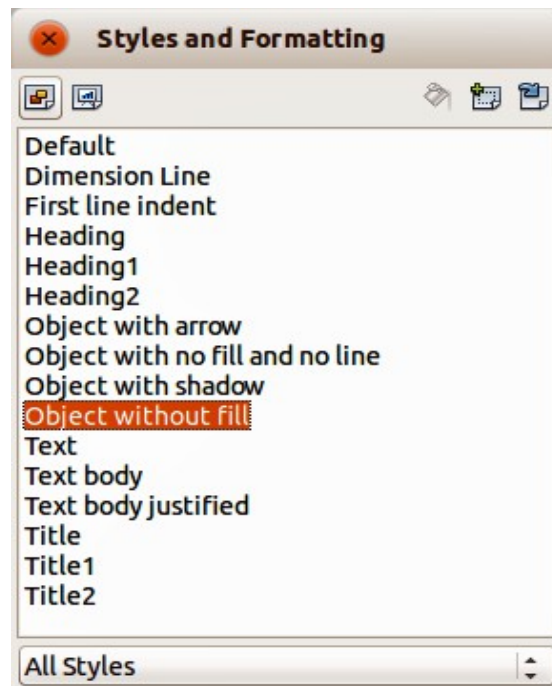 Styles and Formatting
Default
Dimension Line
First line indent
Heading
Heading1
Heading2
Object with arrow
Object with no fill and no line
Object with shadow
Object without fill
Text
Text body
Text body justified
Title
Title1
Title2
All Styles